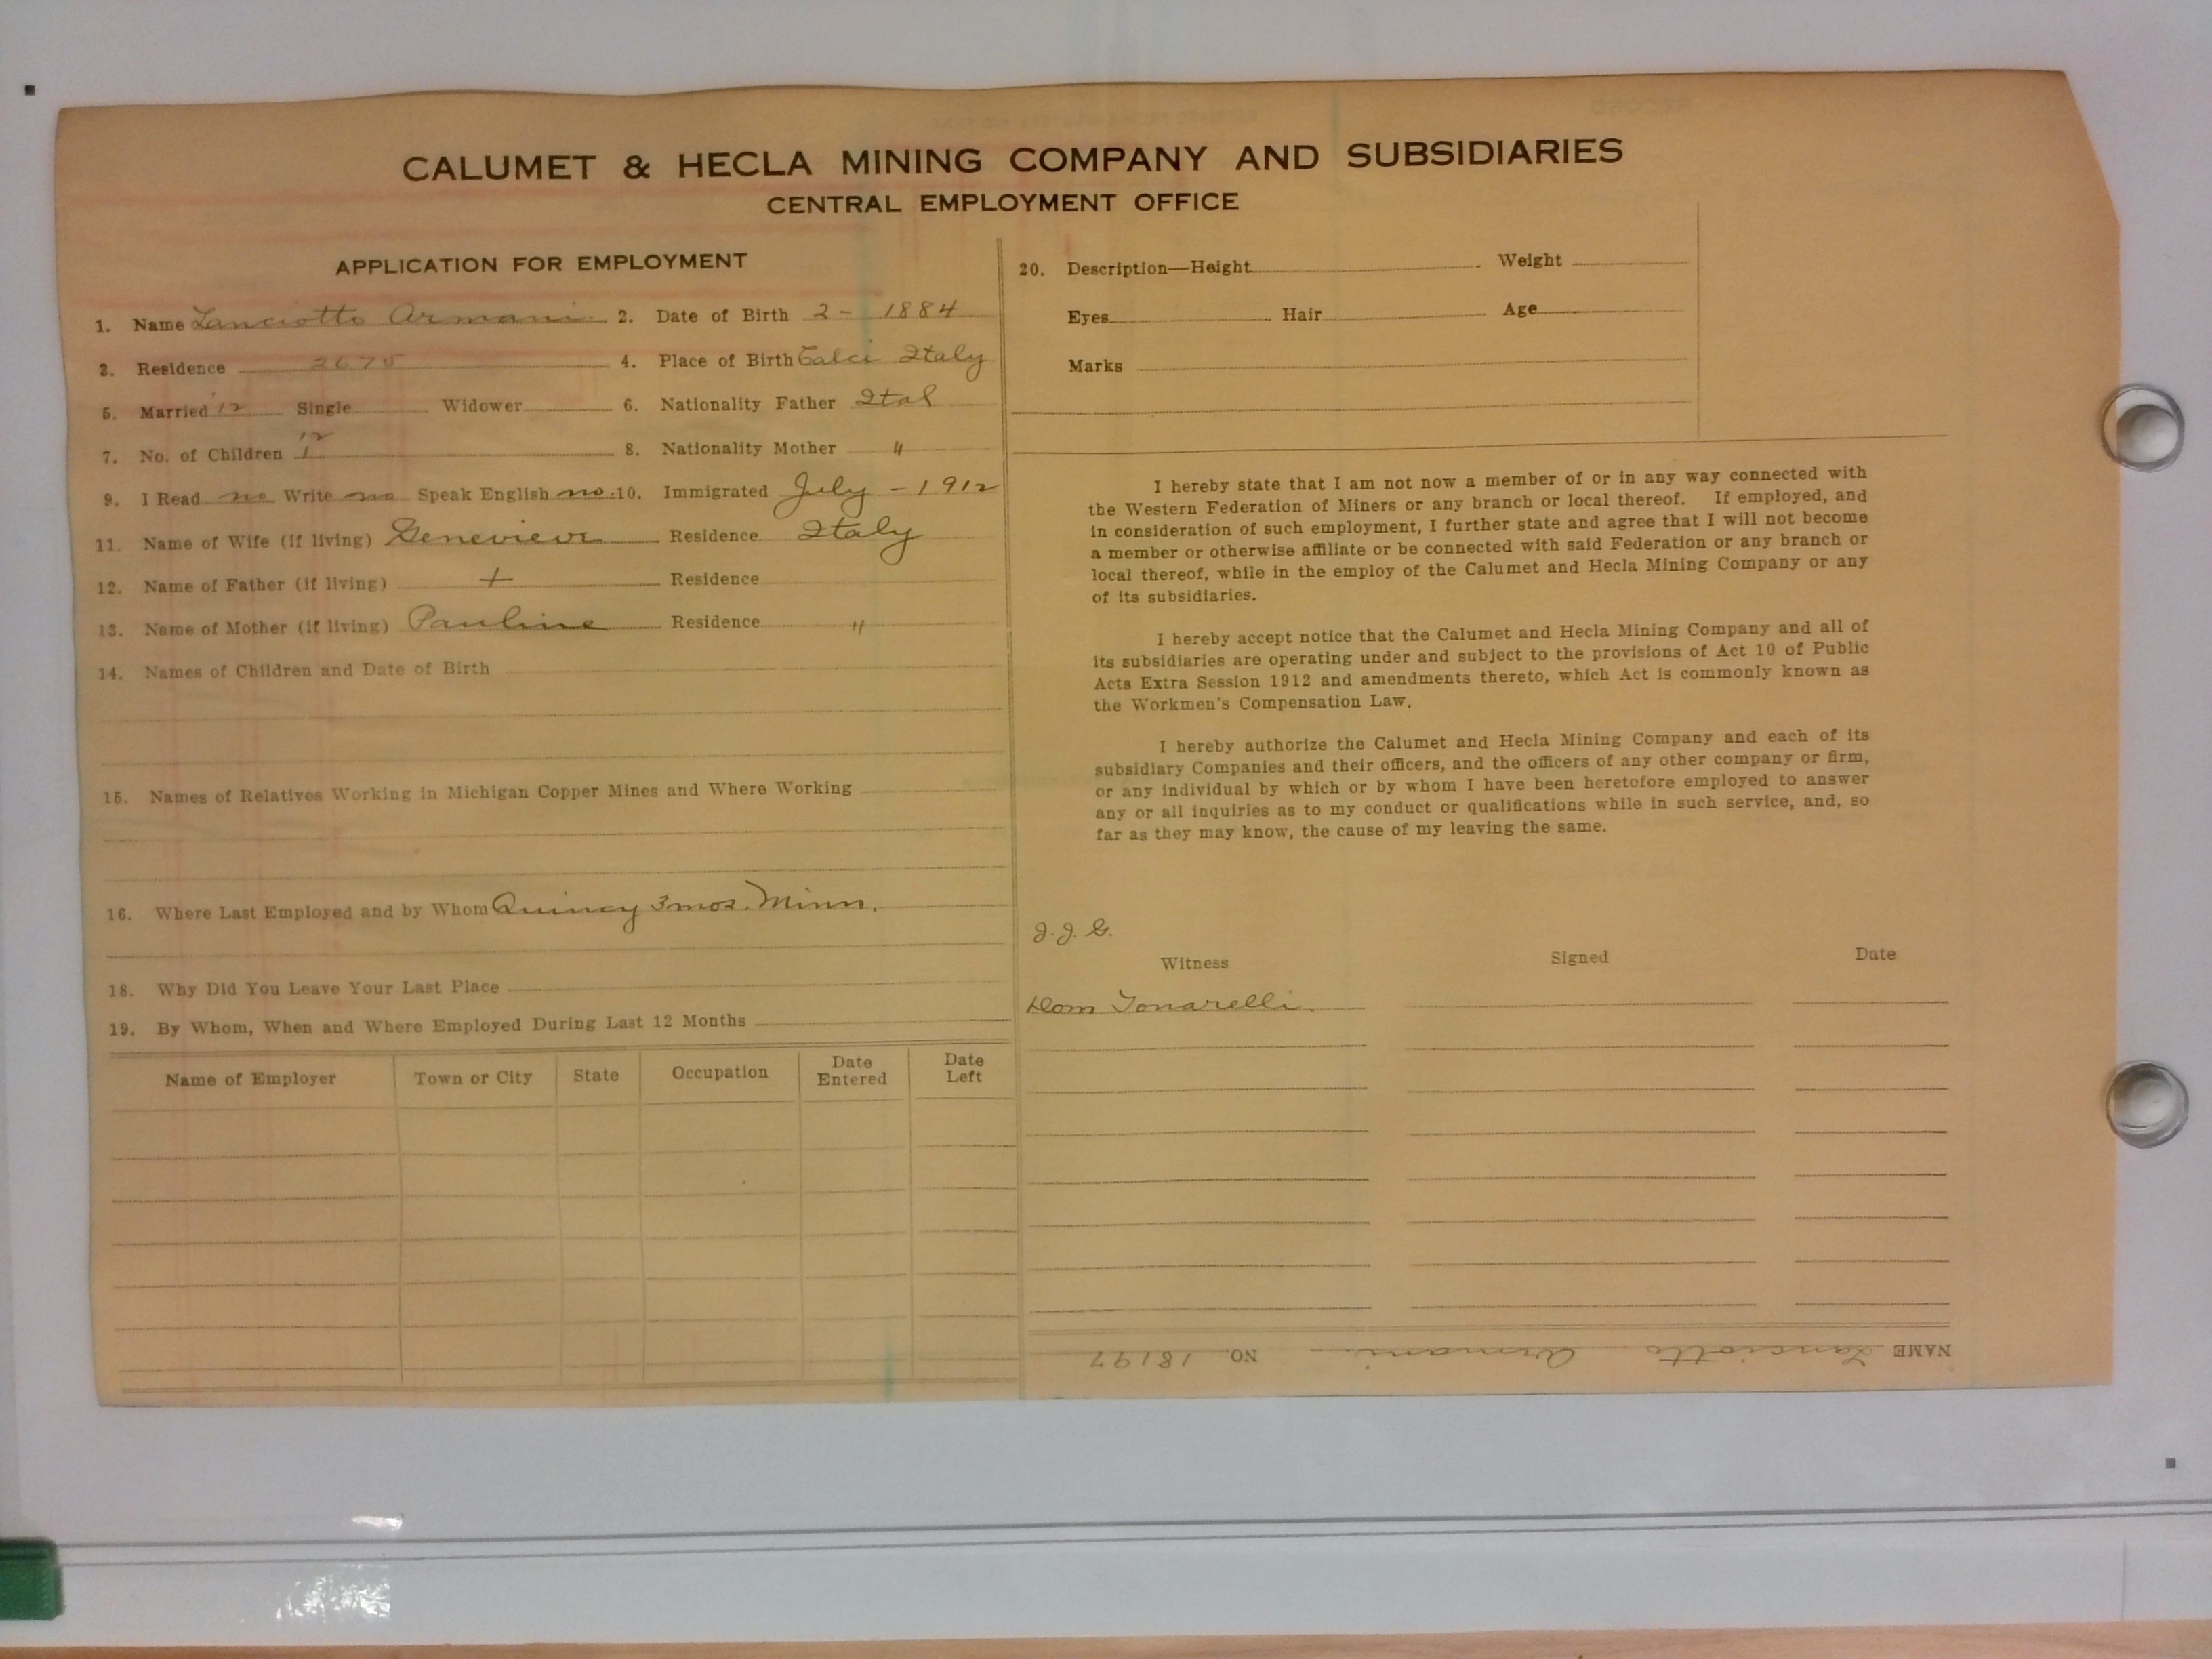 CALUMET & HECLA MINING COMPANY AND SUBSIDIARIES
CENTRAL EMPLOYMENT OFFICE
APPLICATION FOR EMPLOYMENT
1. Name Lanciotto Armani 2. Date of Birth 2 - 1884
3. Residence 2675 4. Place of Birth Calci Italy
5. Married '12 Single Widower 6. Nationality Father Ital
7. No. of Children 1 12 8. Nationality Mother "
9. I Read no Write no Speak English no. 10. Immigrated July - 1912
11. Name of Wife (if living) Genevieve Residence Italy
12. Name of Father (if living) + Residence
13. Name of Mother (if living) Pauline Residence "
14. Names of Children and Date of Birth
15. Names of Relatives Working in Michigan Copper Mines and Where Working
16. Where Last Employed and by Whom Quincy 3 mos. Minn.
18. Why Did You Leave Your Last Place
19. By Whom, When and Where Employed During Last 12 Months
Name of Employer Town or City State Occupation Date Entered Date Left
20. Description—Height Weight
Eyes Hair Age
Marks
I hereby state that I am not now a member of or in any way connected with
the Western Federation of Miners or any branch or local thereof. If employed, and
in consideration of such employment, I further state and agree that I will not become
a member or otherwise affiliate or be connected with said Federation or any branch or
local thereof, while in the employ of the Calumet and Hecla Mining Company or any
of its subsidiaries.
I hereby accept notice that the Calumet and Hecla Mining Company and all of
its subsidiaries are operating under and subject to the provisions of Act 10 of Public
Acts Extra Session 1912 and amendments thereto, which Act is commonly known as
the Workmen's Compensation Law.
I hereby authorize the Calumet and Hecla Mining Company and each of its
subsidiary Companies and their officers, and the officers of any other company or firm,
or any individual by which or by whom I have been heretofore employed to answer
any or all inquiries as to my conduct or qualifications while in such service, and, so
far as they may know, the cause of my leaving the same.
J. J. G.
Witness Signed Date
Dom Tonarelli.
NAME Lanciotto Armani NO. 18197